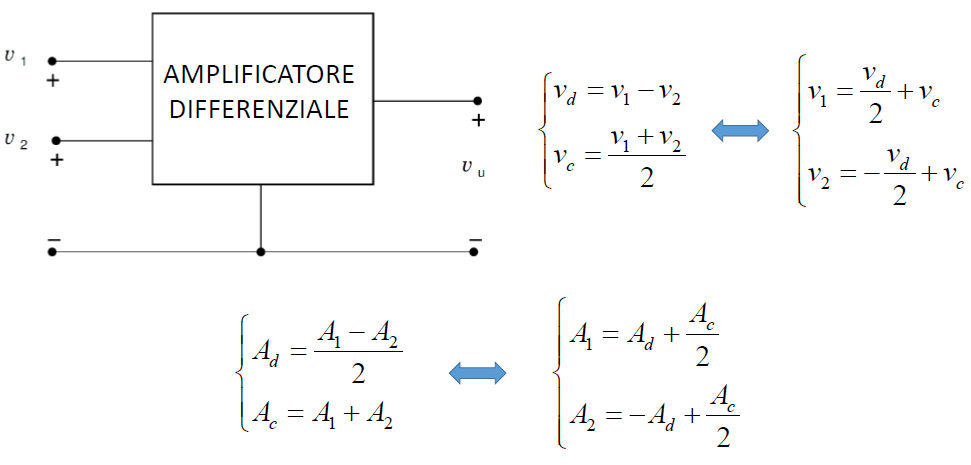 v 1
+
AMPLIFICATORE
DIFFERENZIALE
v 2
+
+
v u
−
−
v_d = v_1 − v_2
v_c = (v_1 + v_2) / 2
v_1 = v_d / 2 + v_c
v_2 = − v_d / 2 + v_c
A_d = (A_1 − A_2) / 2
A_c = A_1 + A_2
A_1 = A_d + A_c / 2
A_2 = −A_d + A_c / 2